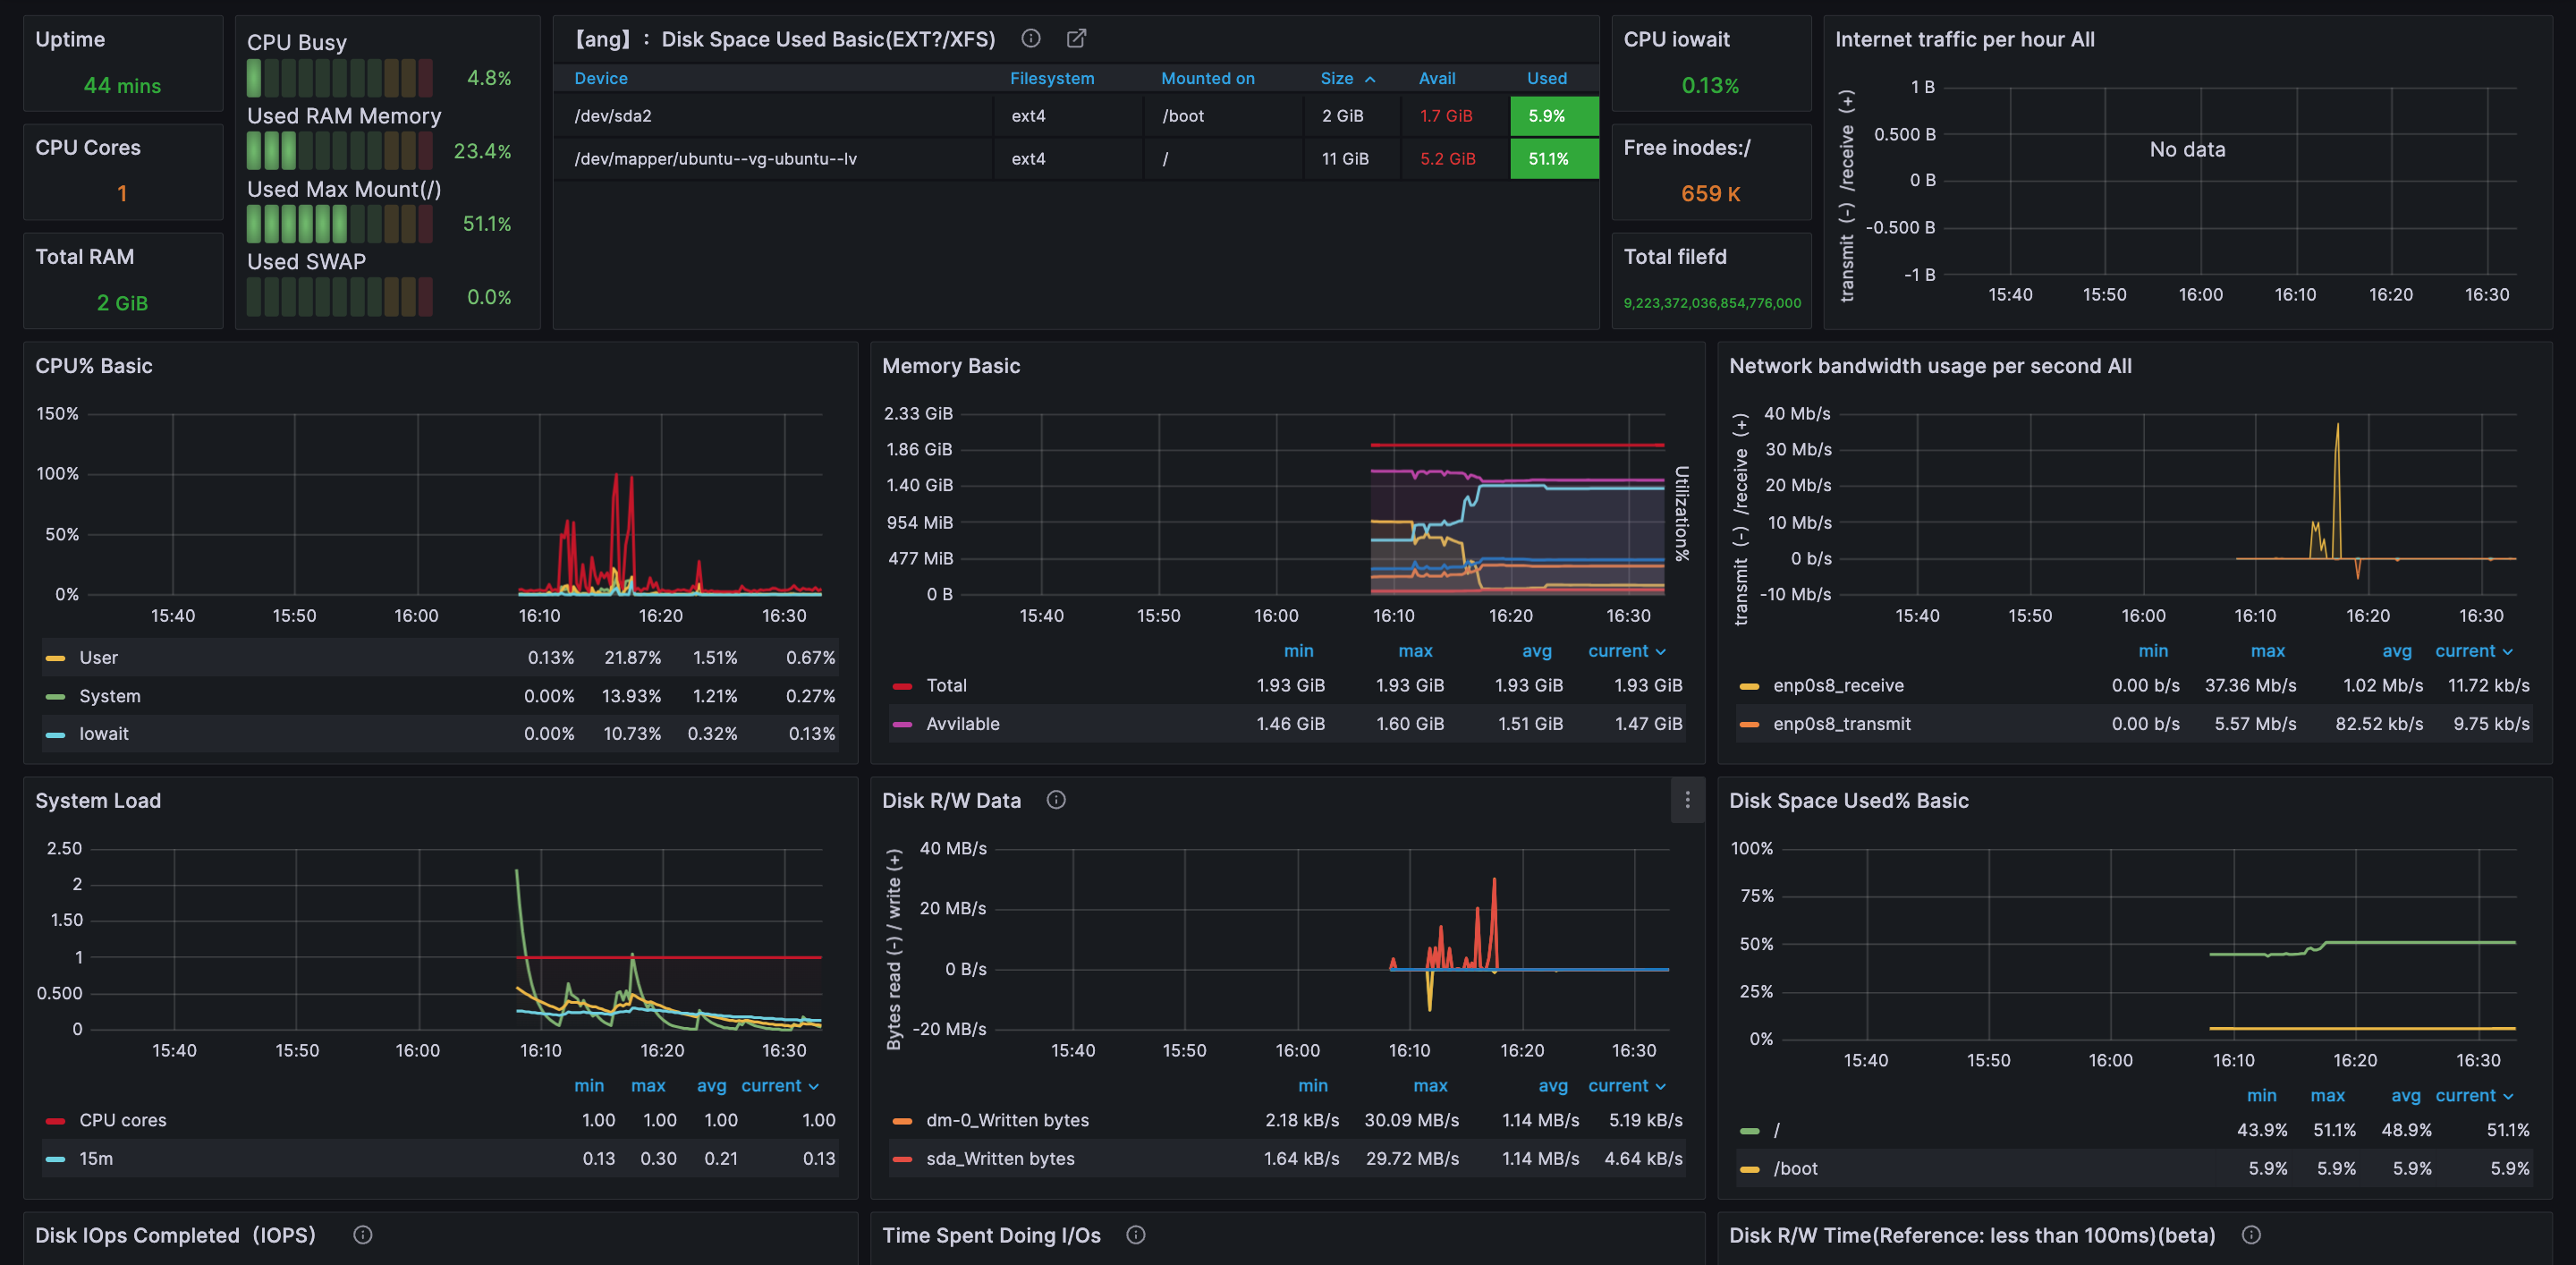 Uptime
44 mins
CPU Cores
1
Total RAM
2 GiB
CPU Busy
4.8%
Used RAM Memory
23.4%
Used Max Mount(/)
51.1%
Used SWAP
0.0%
【ang】: Disk Space Used Basic(EXT?/XFS)
Device Filesystem Mounted on Size Avail Used
/dev/sda2 ext4 /boot 2 GiB 1.7 GiB 5.9%
/dev/mapper/ubuntu--vg-ubuntu--lv ext4 / 11 GiB 5.2 GiB 51.1%
CPU iowait
0.13%
Free inodes:/
659 K
Total filefd
9,223,372,036,854,776,000
Internet traffic per hour All
transmit (-) /receive (+)
1 B
0.500 B
0 B
-0.500 B
-1 B
No data
15:40 15:50 16:00 16:10 16:20 16:30
CPU% Basic
150%
100%
50%
0%
15:40 15:50 16:00 16:10 16:20 16:30
User 0.13% 21.87% 1.51% 0.67%
System 0.00% 13.93% 1.21% 0.27%
Iowait 0.00% 10.73% 0.32% 0.13%
Memory Basic
2.33 GiB
1.86 GiB
1.40 GiB
954 MiB
477 MiB
0 B
Utilization%
15:40 15:50 16:00 16:10 16:20 16:30
min max avg current
Total 1.93 GiB 1.93 GiB 1.93 GiB 1.93 GiB
Avvilable 1.46 GiB 1.60 GiB 1.51 GiB 1.47 GiB
Network bandwidth usage per second All
transmit (-) /receive (+)
40 Mb/s
30 Mb/s
20 Mb/s
10 Mb/s
0 b/s
-10 Mb/s
15:40 15:50 16:00 16:10 16:20 16:30
min max avg current
enp0s8_receive 0.00 b/s 37.36 Mb/s 1.02 Mb/s 11.72 kb/s
enp0s8_transmit 0.00 b/s 5.57 Mb/s 82.52 kb/s 9.75 kb/s
System Load
2.50
2
1.50
1
0.500
0
15:40 15:50 16:00 16:10 16:20 16:30
min max avg current
CPU cores 1.00 1.00 1.00 1.00
15m 0.13 0.30 0.21 0.13
Disk R/W Data
Bytes read (-) / write (+)
40 MB/s
20 MB/s
0 B/s
-20 MB/s
15:40 15:50 16:00 16:10 16:20 16:30
min max avg current
dm-0_Written bytes 2.18 kB/s 30.09 MB/s 1.14 MB/s 5.19 kB/s
sda_Written bytes 1.64 kB/s 29.72 MB/s 1.14 MB/s 4.64 kB/s
Disk Space Used% Basic
100%
75%
50%
25%
0%
15:40 15:50 16:00 16:10 16:20 16:30
min max avg current
/ 43.9% 51.1% 48.9% 51.1%
/boot 5.9% 5.9% 5.9% 5.9%
Disk IOps Completed (IOPS)
Time Spent Doing I/Os
Disk R/W Time(Reference: less than 100ms)(beta)